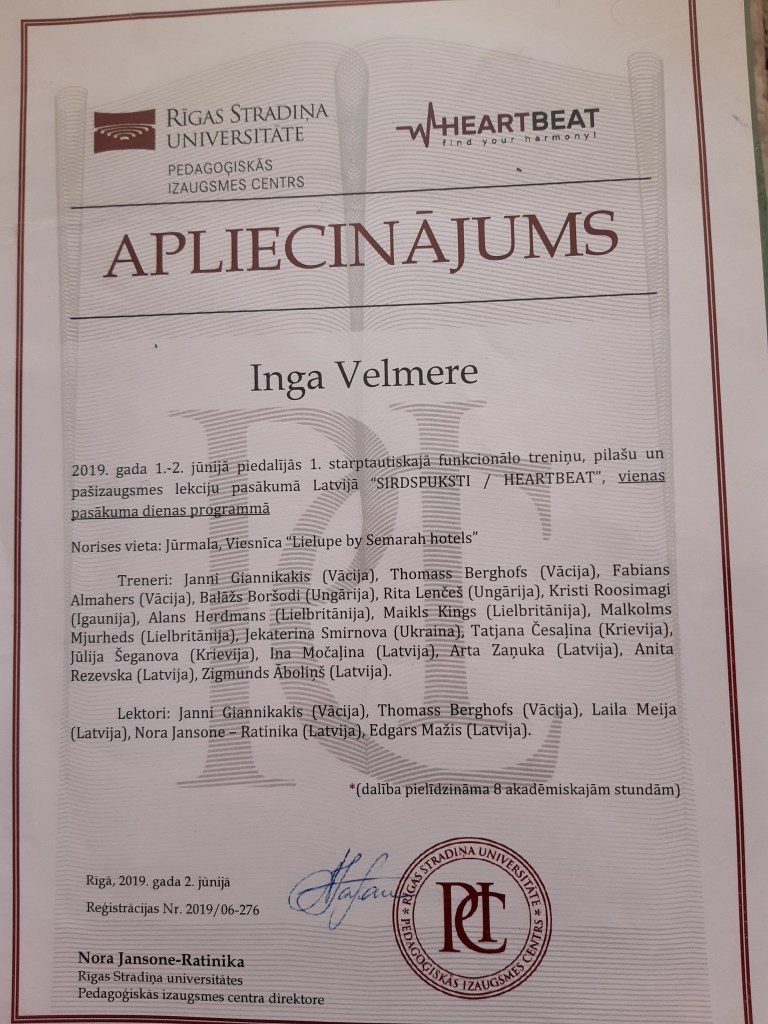 RĪGAS STRADIŅA
UNIVERSITĀTE
PEDAGOĢISKĀS
IZAUGSMES CENTRS
HEARTBEAT
find your harmony!
APLIECINĀJUMS
Inga Velmere
2019. gada 1.-2. jūnijā piedalījās 1. starptautiskajā funkcionālo treniņu, pilašu un
pašizaugsmes lekciju pasākumā Latvijā “SIRDSPUKSTI / HEARTBEAT”, vienas
pasākuma dienas programmā
Norises vieta: Jūrmala, Viesnīca “Lielupe by Semarah hotels”
Treneri: Janni Giannikakis (Vācija), Thomass Berghofs (Vācija), Fabians
Almahers (Vācija), Balāžs Boršodi (Ungārija), Rita Lenčeš (Ungārija), Kristi Roosimagi
(Igaunija), Alans Herdmans (Lielbritānija), Maikls Kings (Lielbritānija), Malkolms
Mjurheds (Lielbritānija), Jekaterina Smirnova (Ukraina), Tatjana Česaļina (Krievija),
Jūlija Šeganova (Krievija), Ina Močaļina (Latvija), Arta Zaņuka (Latvija), Anita
Rezevska (Latvija), Zigmunds Āboliņš (Latvija).
Lektori: Janni Giannikakis (Vācija), Thomass Berghofs (Vācija), Laila Meija
(Latvija), Nora Jansone – Ratinika (Latvija), Edgars Mažis (Latvija).
*(dalība pielīdzināma 8 akadēmiskajām stundām)
Rīgā, 2019. gada 2. jūnijā
Reģistrācijas Nr. 2019/06-276
RĪGAS STRADIŅA UNIVERSITĀTE
PIC
PEDAGOĢISKĀS IZAUGSMES CENTRS
Nora Jansone-Ratinika
Rīgas Stradiņa universitātes
Pedagoģiskās izaugsmes centra direktore